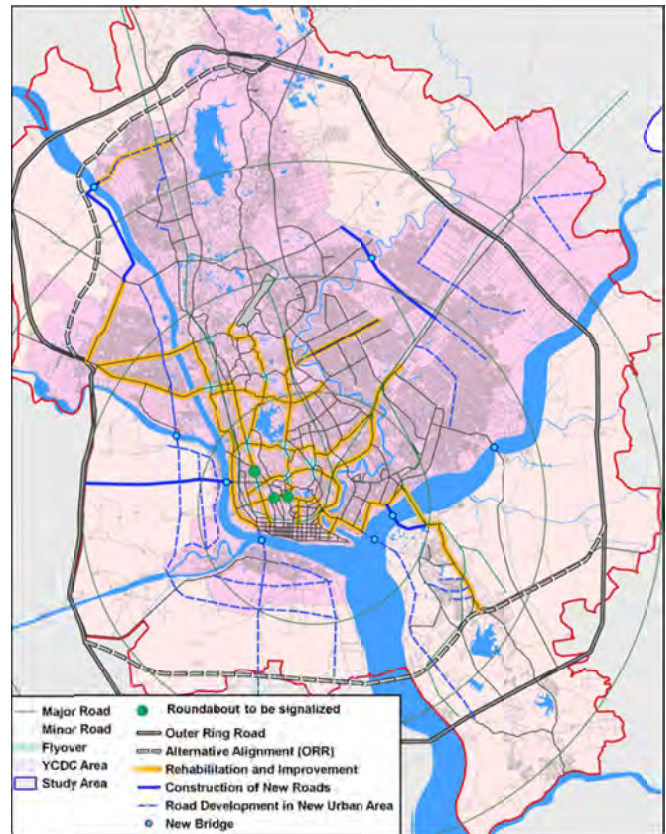 Major Road
Minor Road
Flyover
YCDC Area
Study Area
Roundabout to be signalized
Outer Ring Road
Alternative Alignment (ORR)
Rehabilitation and Improvement
Construction of New Roads
Road Development in New Urban Area
New Bridge